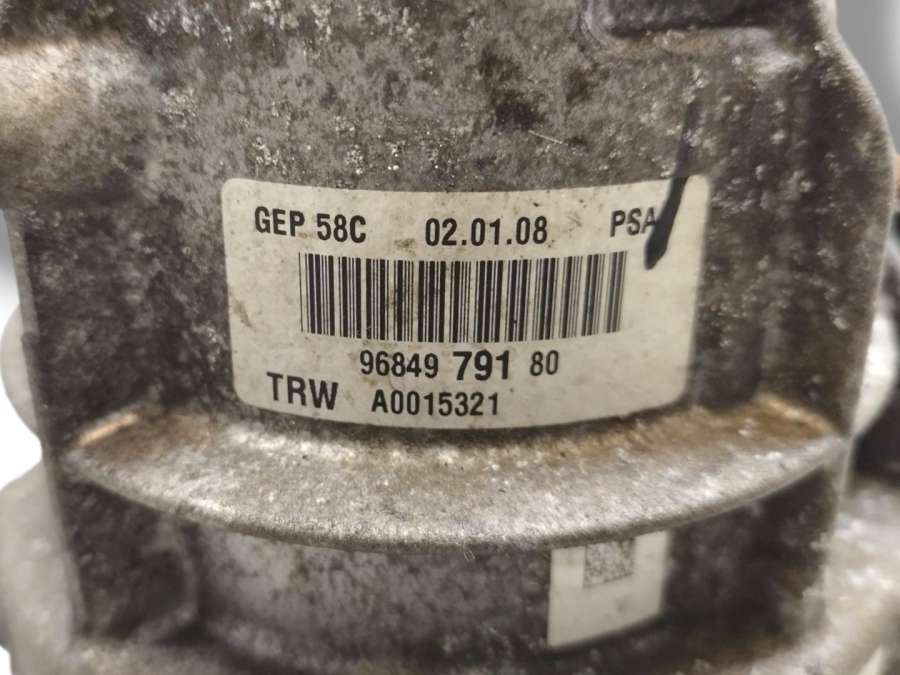 GEP 58C 02.01.08 PSA
96849 791 80
TRW A0015321